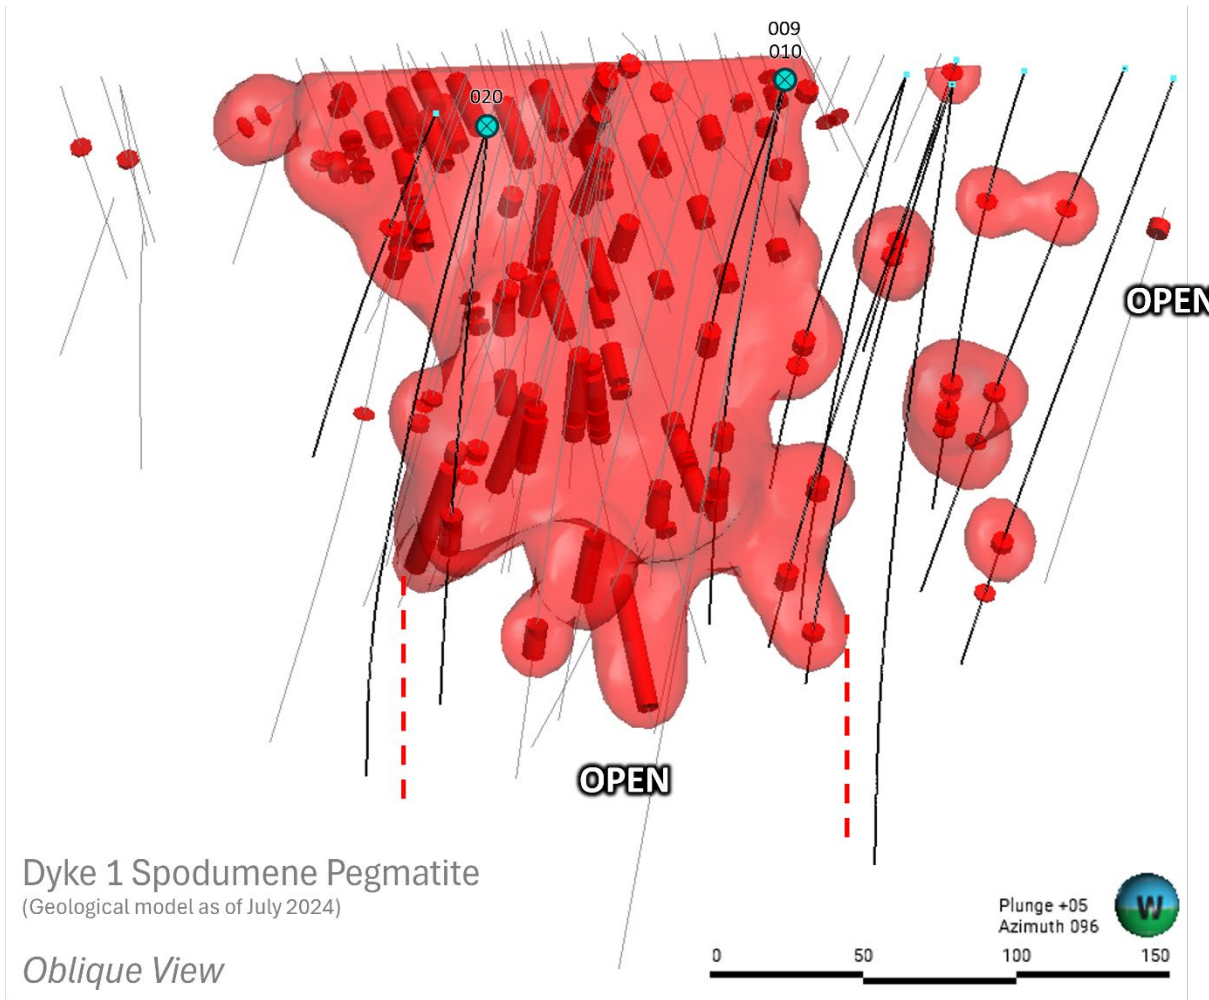 009
010
020
OPEN
OPEN
Dyke 1 Spodumene Pegmatite
(Geological model as of July 2024)
Oblique View
Plunge +05
Azimuth 096
W
0 50 100 150